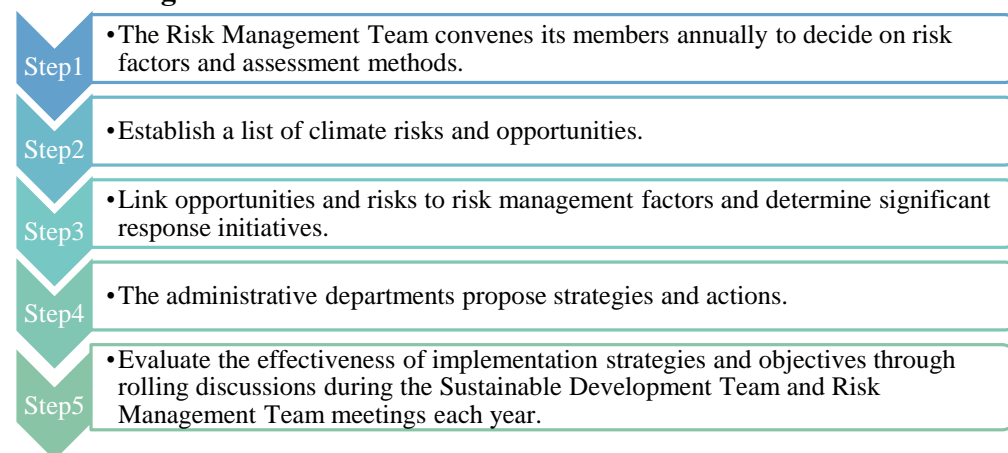 Step1
•The Risk Management Team convenes its members annually to decide on risk
factors and assessment methods.
Step2
•Establish a list of climate risks and opportunities.
Step3
•Link opportunities and risks to risk management factors and determine significant
response initiatives.
Step4
•The administrative departments propose strategies and actions.
Step5
•Evaluate the effectiveness of implementation strategies and objectives through
rolling discussions during the Sustainable Development Team and Risk
Management Team meetings each year.